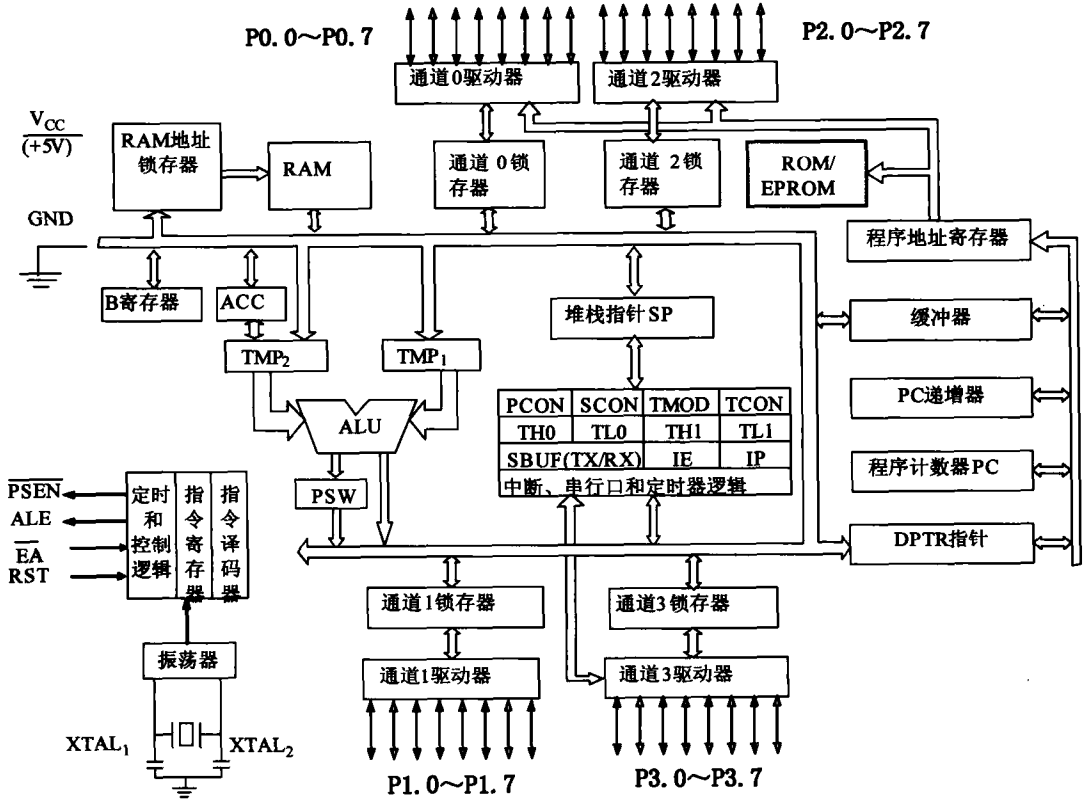 P0.0～P0.7
P2.0～P2.7
通道0驱动器
通道2驱动器
V_CC
(+5V)
RAM地址
锁存器
RAM
通道 0锁
存器
通道 2锁
存器
ROM/
EPROM
GND
程序地址寄存器
B寄存器
ACC
堆栈指针SP
缓冲器
TMP₂
TMP₁
PC递增器
ALU
PCON SCON TMOD TCON
TH0 TL0 TH1 TL1
SBUF(TX/RX) IE IP
中断、串行口和定时器逻辑
程序计数器PC
PSW
DPTR指针
P̅S̅E̅N̅
ALE
E̅A̅
RST
定时
和
控制
逻辑
指令寄存器
指令译码器
通道1锁存器
通道3锁存器
振荡器
通道1驱动器
通道3驱动器
XTAL₁
XTAL₂
P1.0～P1.7
P3.0～P3.7